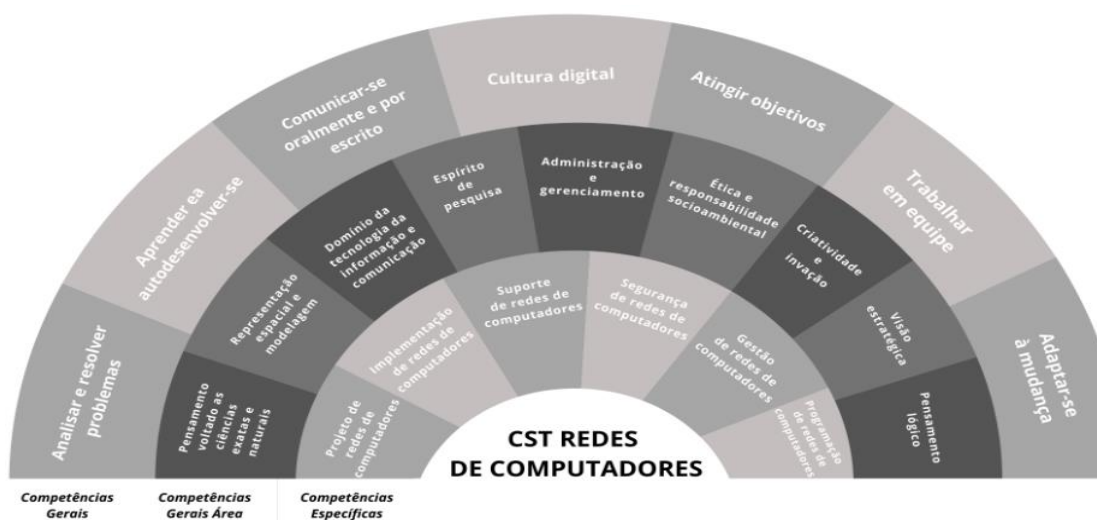 Analisar e resolver
problemas
Aprender ea
autodesenvolver-se
Comunicar-se
oralmente e por
escrito
Cultura digital
Atingir objetivos
Trabalhar
em equipe
Adaptar-se
à mudança
Pensamento
voltado as
ciências
exatas e
naturais
Representação
espacial e
modelagem
Domínio da
tecnologia da
informação e
comunicação
Espírito
de
pesquisa
Administração
e
gerenciamento
Ética e
responsabilidade
socioambiental
Criatividade
e
invação
Visão
estratégica
Pensamento
lógico
Projeto de
redes de
computadores
Implementação
de redes de
computadores
Suporte
de redes de
computadores
Segurança
de redes de
computadores
Gestão
de redes de
computadores
Programação
de redes de
computadores
CST REDES
DE COMPUTADORES
Competências
Gerais
Competências
Gerais Área
Competências
Específicas